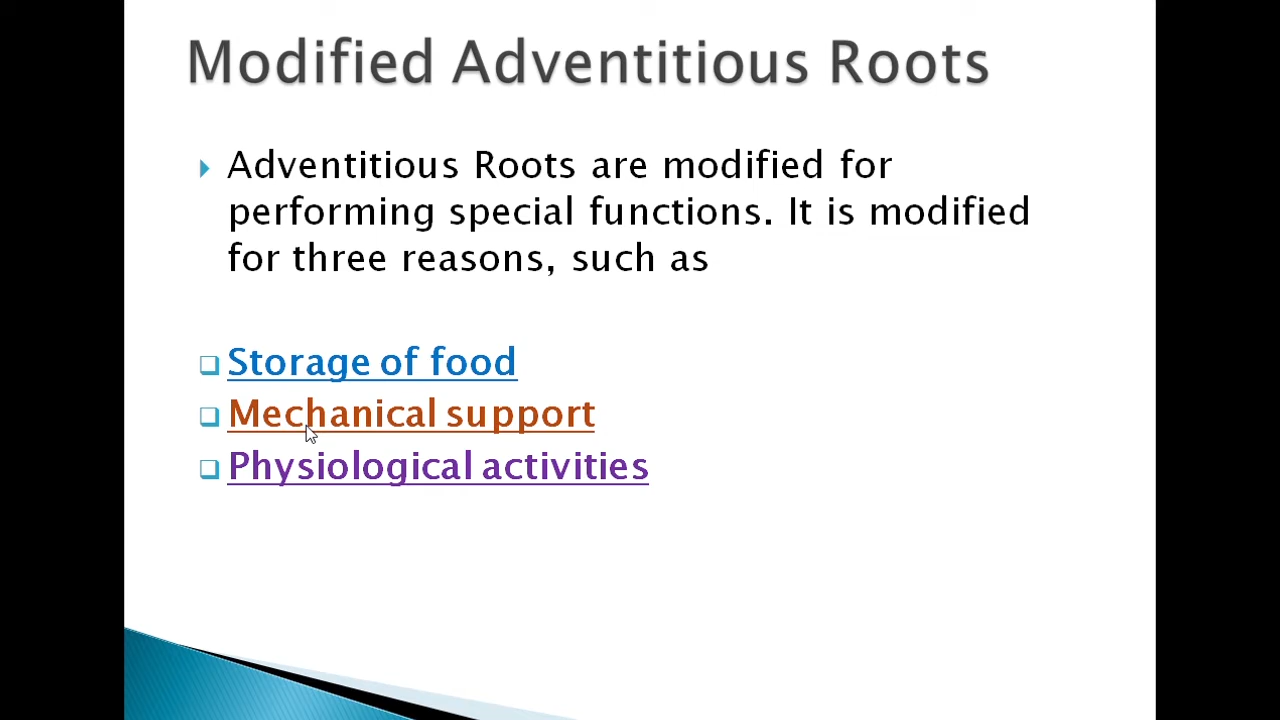 Modified Adventitious Roots
Adventitious Roots are modified for
performing special functions. It is modified
for three reasons, such as
Storage of food
Mechanical support
Physiological activities